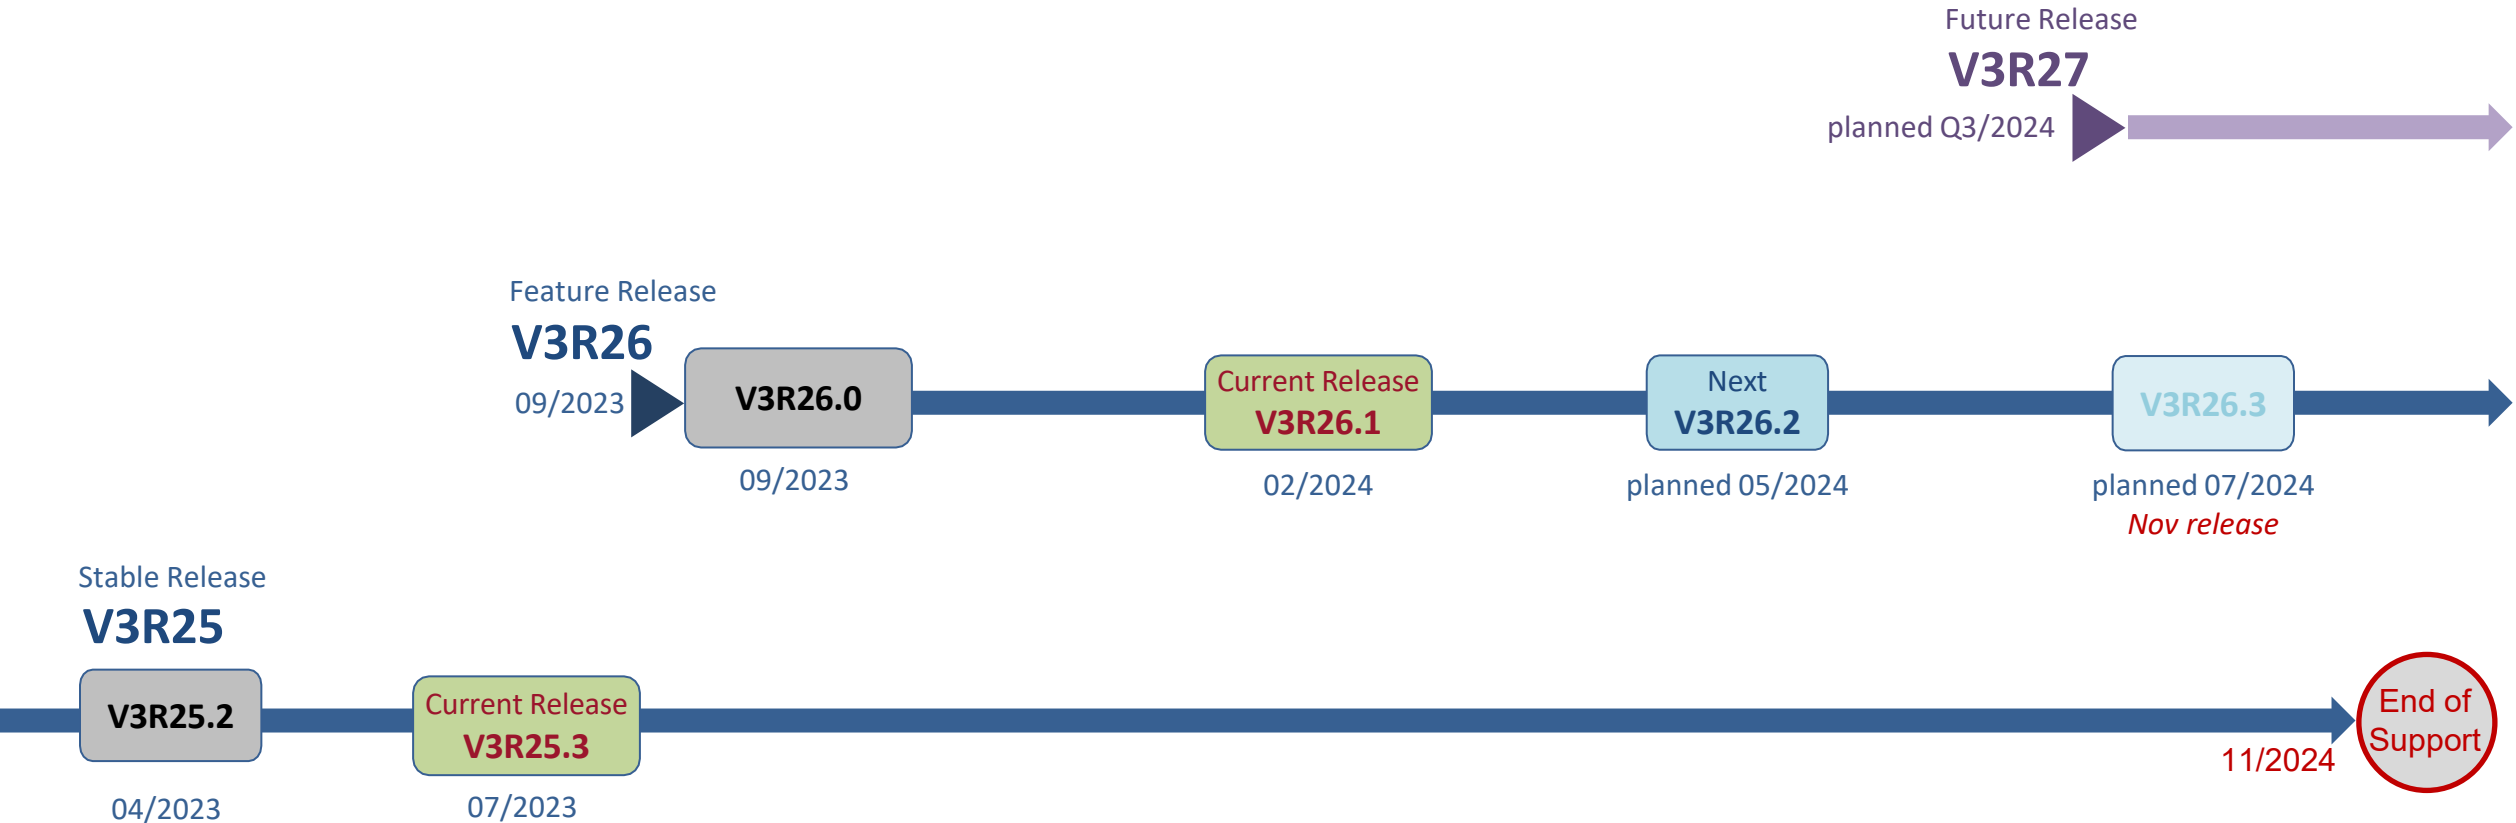 Future Release
V3R27
planned Q3/2024
Feature Release
V3R26
09/2023
V3R26.0
09/2023
Current Release
V3R26.1
02/2024
Next
V3R26.2
planned 05/2024
V3R26.3
planned 07/2024
Nov release
Stable Release
V3R25
V3R25.2
04/2023
Current Release
V3R25.3
07/2023
11/2024
End of
Support